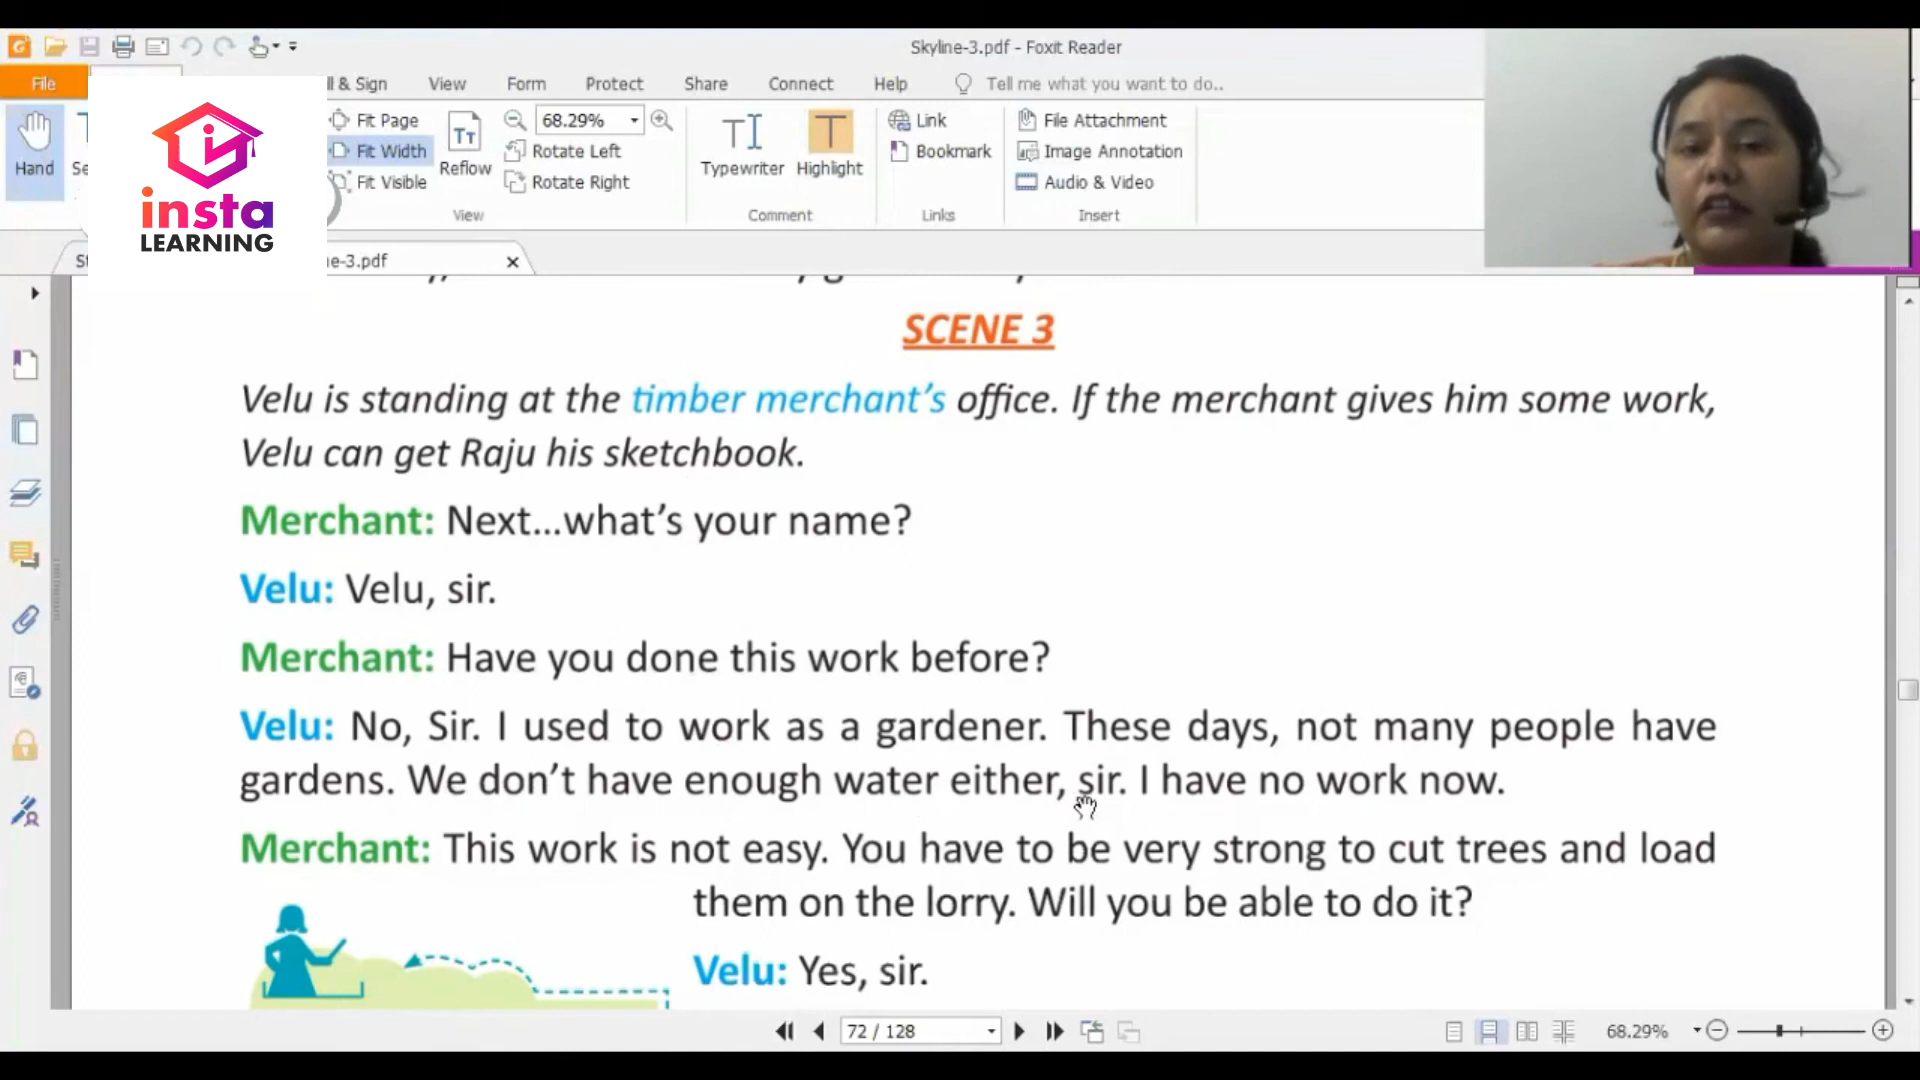 Skyline-3.pdf - Foxit Reader
File
ll & Sign View Form Protect Share Connect Help Tell me what you want to do..
Hand
Fit Page
Fit Width
Fit Visible
Reflow
68.29%
Rotate Left
Rotate Right
View
Typewriter Highlight
Comment
Link
Bookmark
Links
File Attachment
Image Annotation
Audio & Video
Insert
insta
LEARNING
e-3.pdf
SCENE 3
Velu is standing at the timber merchant’s office. If the merchant gives him some work,
Velu can get Raju his sketchbook.
Merchant: Next...what’s your name?
Velu: Velu, sir.
Merchant: Have you done this work before?
Velu: No, Sir. I used to work as a gardener. These days, not many people have
gardens. We don’t have enough water either, sir. I have no work now.
Merchant: This work is not easy. You have to be very strong to cut trees and load
them on the lorry. Will you be able to do it?
Velu: Yes, sir.
72 / 128
68.29%